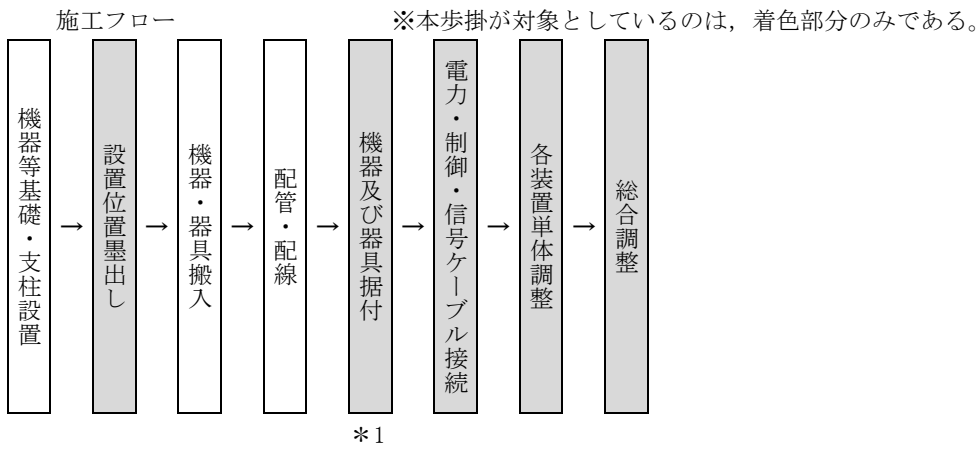 施工フロー
※本歩掛が対象としているのは，着色部分のみである。
機器等基礎・支柱設置
→
設置位置墨出し
→
機器・器具搬入
→
配管・配線
→
機器及び器具据付
→
電力・制御・信号ケーブル接続
→
各装置単体調整
→
総合調整
＊1